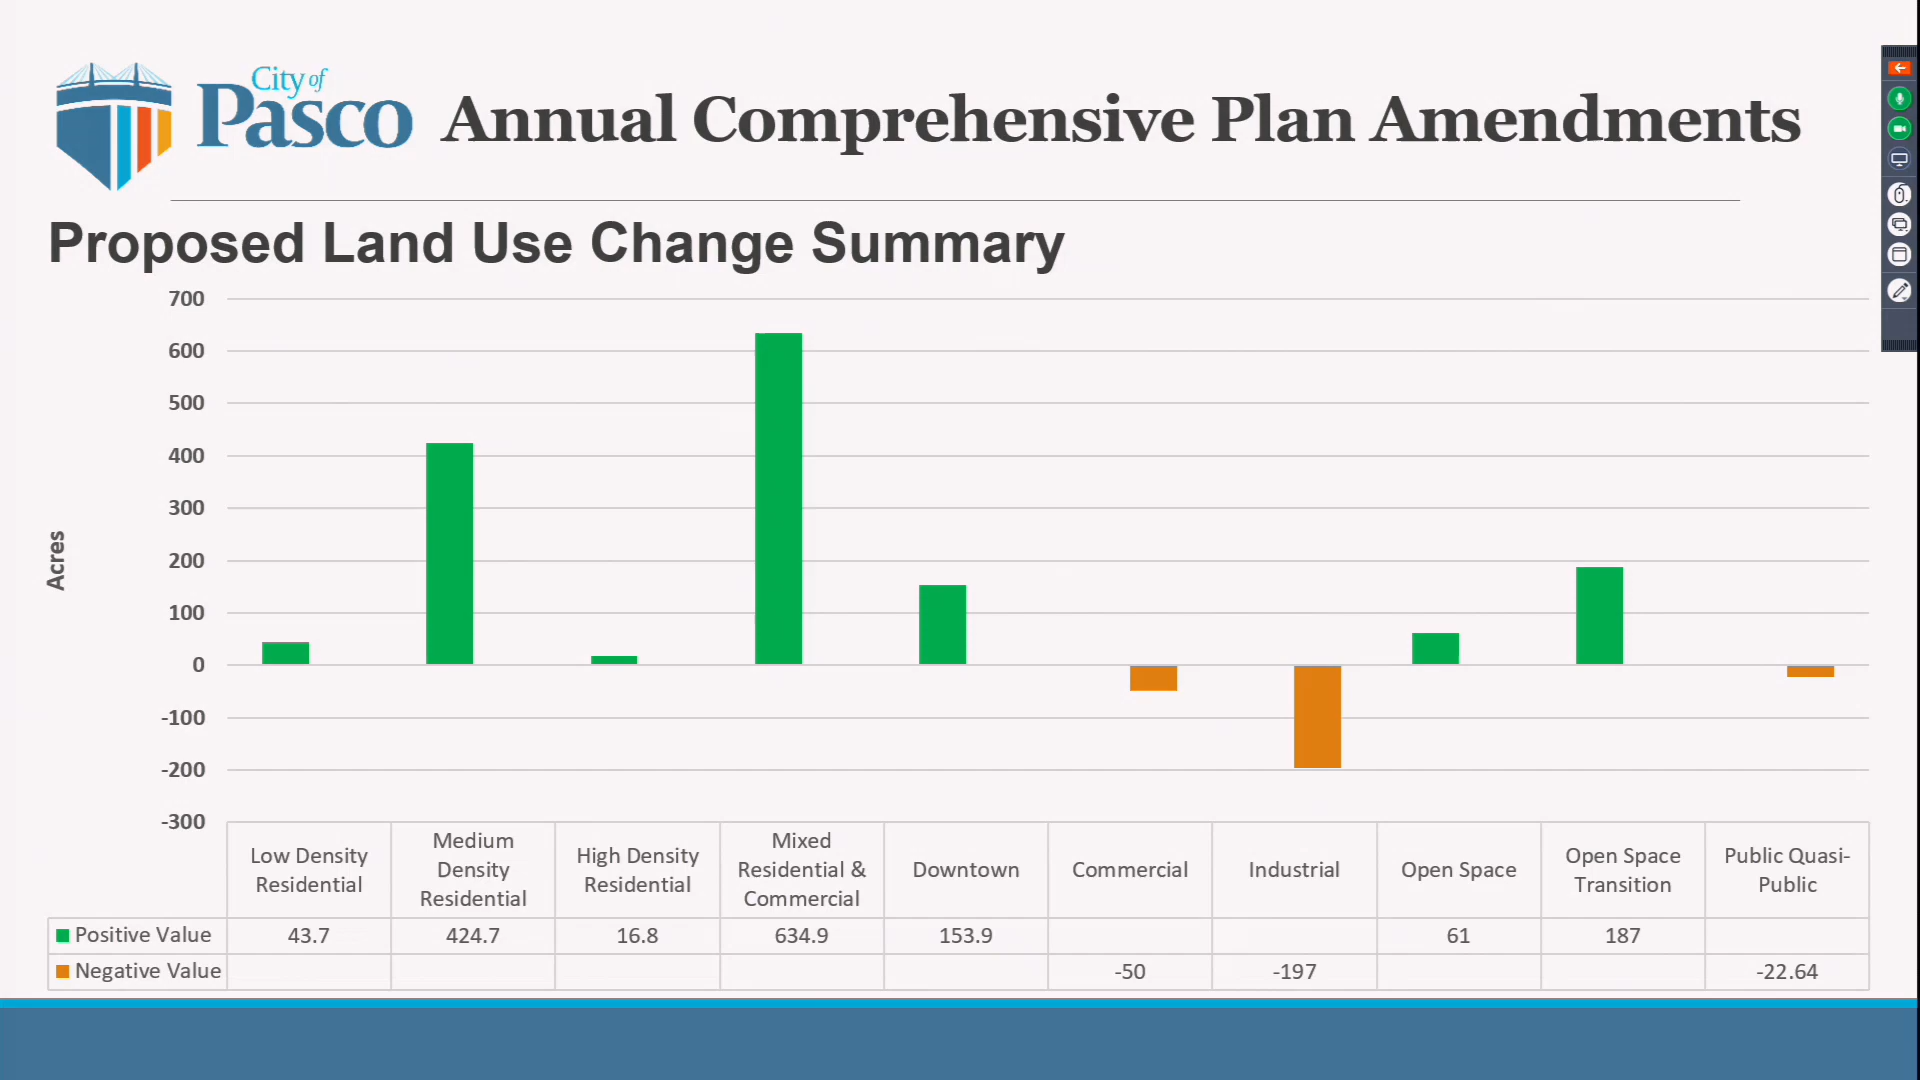 City of
Pasco
Annual Comprehensive Plan Amendments
Proposed Land Use Change Summary
700
600
500
400
300
200
100
0
-100
-200
-300
Acres
Low Density Residential
Medium Density Residential
High Density Residential
Mixed Residential & Commercial
Downtown
Commercial
Industrial
Open Space
Open Space Transition
Public Quasi-Public
Positive Value 43.7 424.7 16.8 634.9 153.9 61 187
Negative Value -50 -197 -22.64